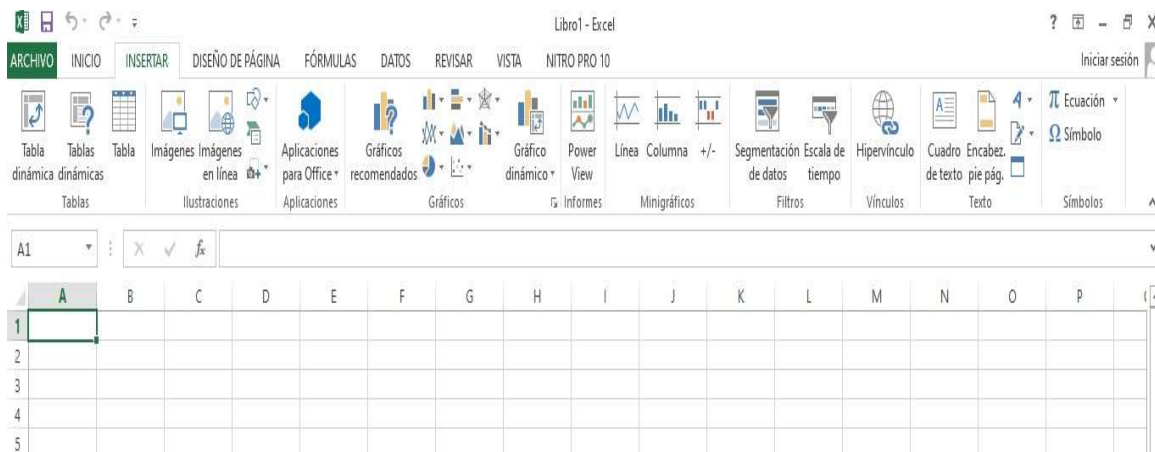 Libro1 - Excel
ARCHIVO INICIO INSERTAR DISEÑO DE PÁGINA FÓRMULAS DATOS REVISAR VISTA NITRO PRO 10 Iniciar sesión
Tabla dinámica
Tablas dinámicas
Tabla
Imágenes
Imágenes en línea
Aplicaciones para Office
Gráficos recomendados
Gráfico dinámico
Power View
Línea
Columna
+/-
Segmentación de datos
Escala de tiempo
Hipervínculo
Cuadro de texto
Encabez. pie pág.
π Ecuación
Ω Símbolo
Tablas Ilustraciones Aplicaciones Gráficos Informes Minigráficos Filtros Vínculos Texto Símbolos
A1 fx
A B C D E F G H I J K L M N O P
1
2
3
4
5